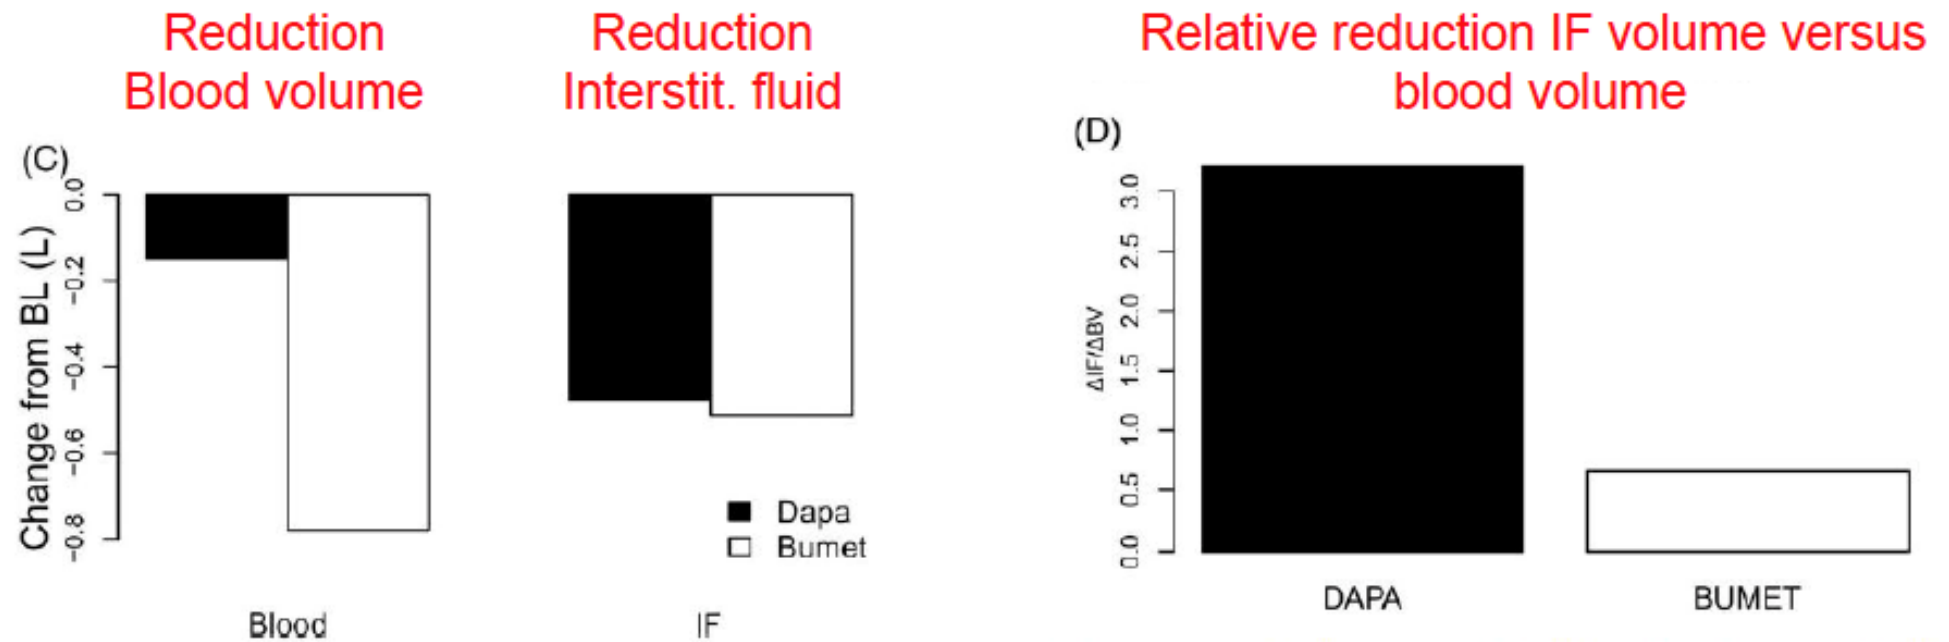 Reduction
Blood volume
Reduction
Interstit. fluid
Relative reduction IF volume versus
blood volume
(C)
Change from BL (L)
0.0
-0.2
-0.4
-0.6
-0.8
Dapa
Bumet
Blood
IF
(D)
ΔIF/ΔBV
3.0
2.5
2.0
1.5
1.0
0.5
0.0
DAPA
BUMET